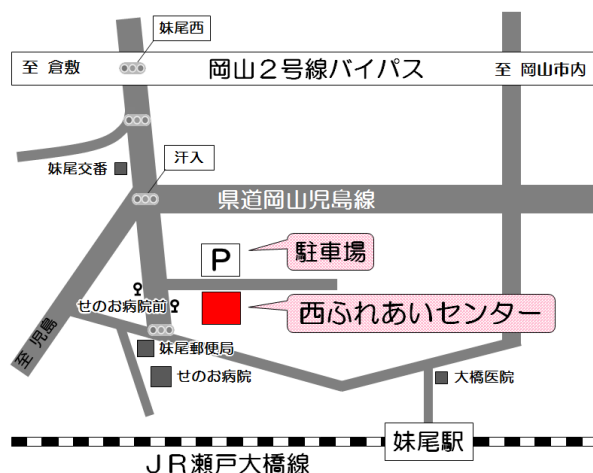 妹尾西
至 倉敷
岡山2号線バイパス
至 岡山市内
汗入
妹尾交番
県道岡山児島線
P
駐車場
せのお病院前
西ふれあいセンター
至 児島
妹尾郵便局
せのお病院
大橋医院
妹尾駅
JR瀬戸大橋線